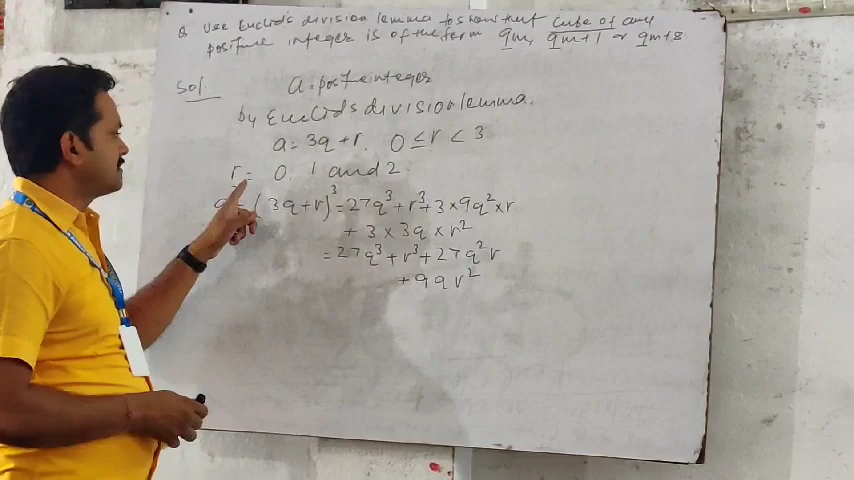 Q Use Euclid's division lemma to show that cube of any
positive integer is of the form 9m, 9m+1 or 9m+8
Sol.
a = positive integer
by Euclid's division lemma.
a = 3q + r, 0 ≤ r < 3
r = 0, 1 and 2
a³ = (3q+r)³ = 27q³ + r³ + 3×9q²×r
+ 3 × 3q × r²
= 27q³ + r³ + 27q²r
+ 9qr²